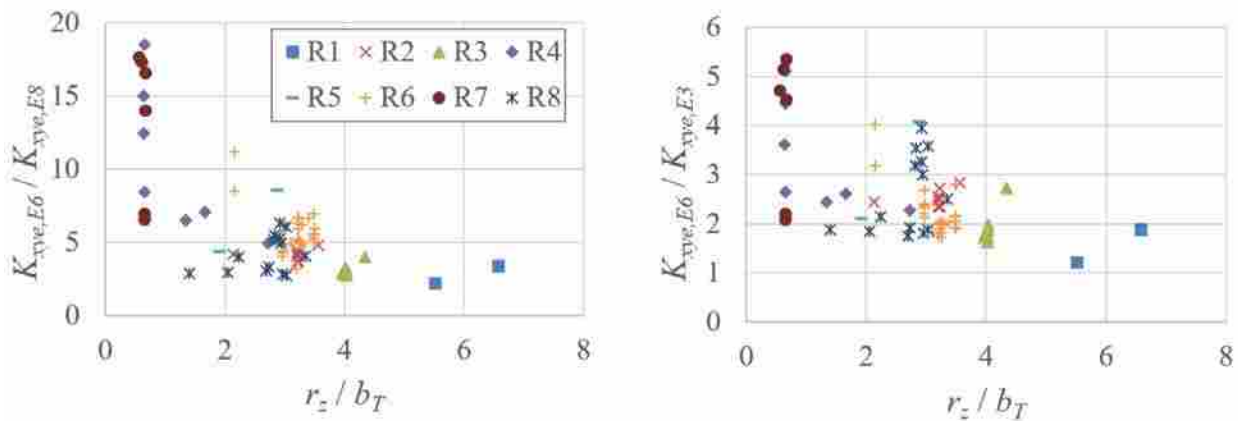 20
15
10
5
0
0 2 4 6 8
K_{xye,E6} / K_{xye,E8}
r_z / b_T
R1 R2 R3 R4
R5 R6 R7 R8
6
5
4
3
2
1
0
0 2 4 6 8
K_{xye,E6} / K_{xye,E3}
r_z / b_T